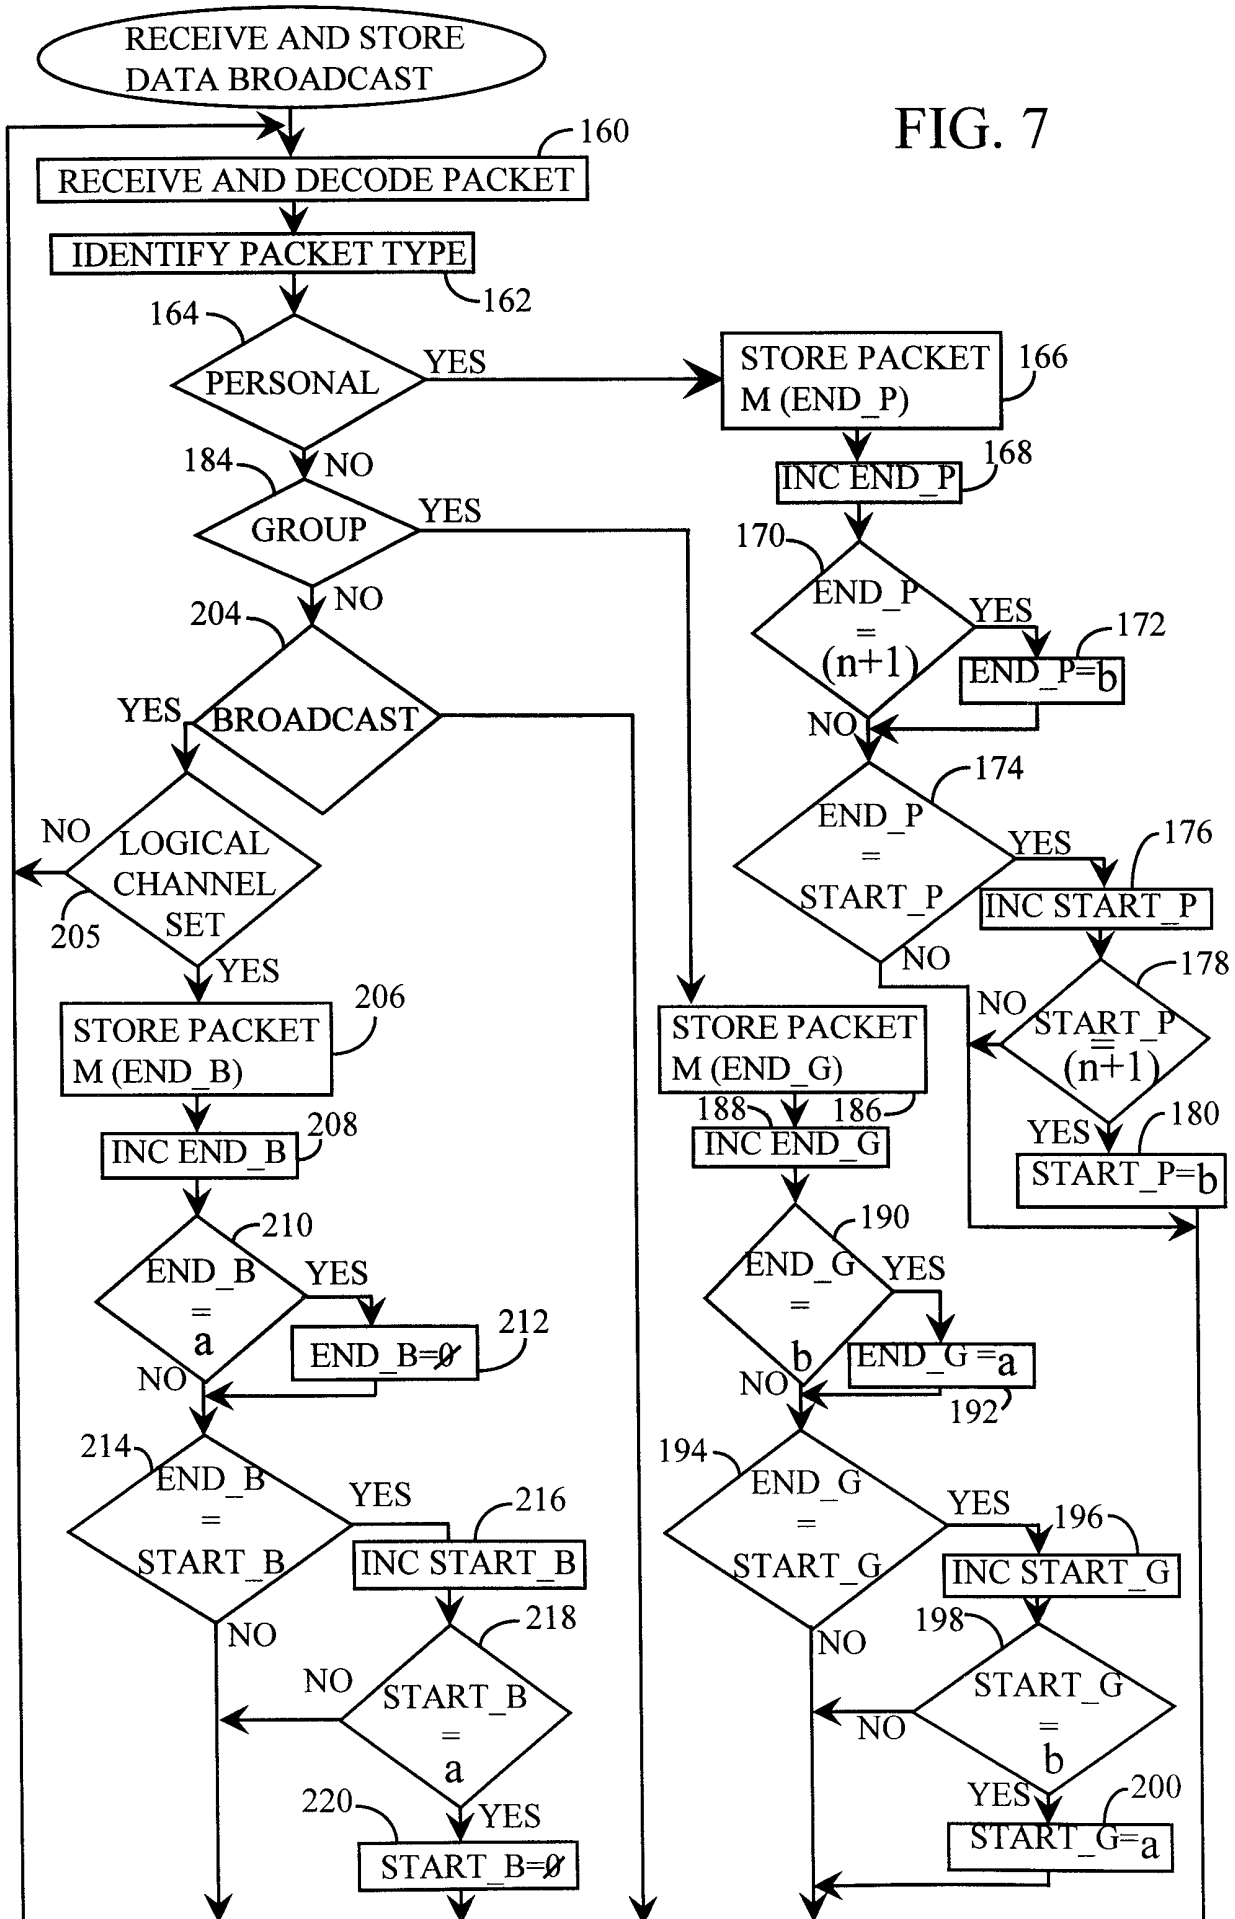 RECEIVE AND STORE
DATA BROADCAST
FIG. 7
160
RECEIVE AND DECODE PACKET
IDENTIFY PACKET TYPE
162
164
PERSONAL
YES
NO
STORE PACKET
M (END_P)
166
INC END_P
168
184
GROUP
YES
NO
170
END_P
=
(n+1)
YES
NO
172
END_P=b
204
BROADCAST
YES
174
END_P
=
START_P
YES
NO
176
INC START_P
178
START_P
=
(n+1)
NO
YES
180
START_P=b
LOGICAL
CHANNEL
SET
NO
205
YES
STORE PACKET
M (END_B)
206
INC END_B
208
210
END_B
=
a
YES
NO
END_B=0
212
214
END_B
=
START_B
YES
NO
216
INC START_B
218
START_B
=
a
NO
YES
220
START_B=0
STORE PACKET
M (END_G)
186
188
INC END_G
190
END_G
=
b
YES
NO
END_G =a
192
194
END_G
=
START_G
YES
NO
196
INC START_G
198
START_G
=
b
NO
YES
200
START_G=a